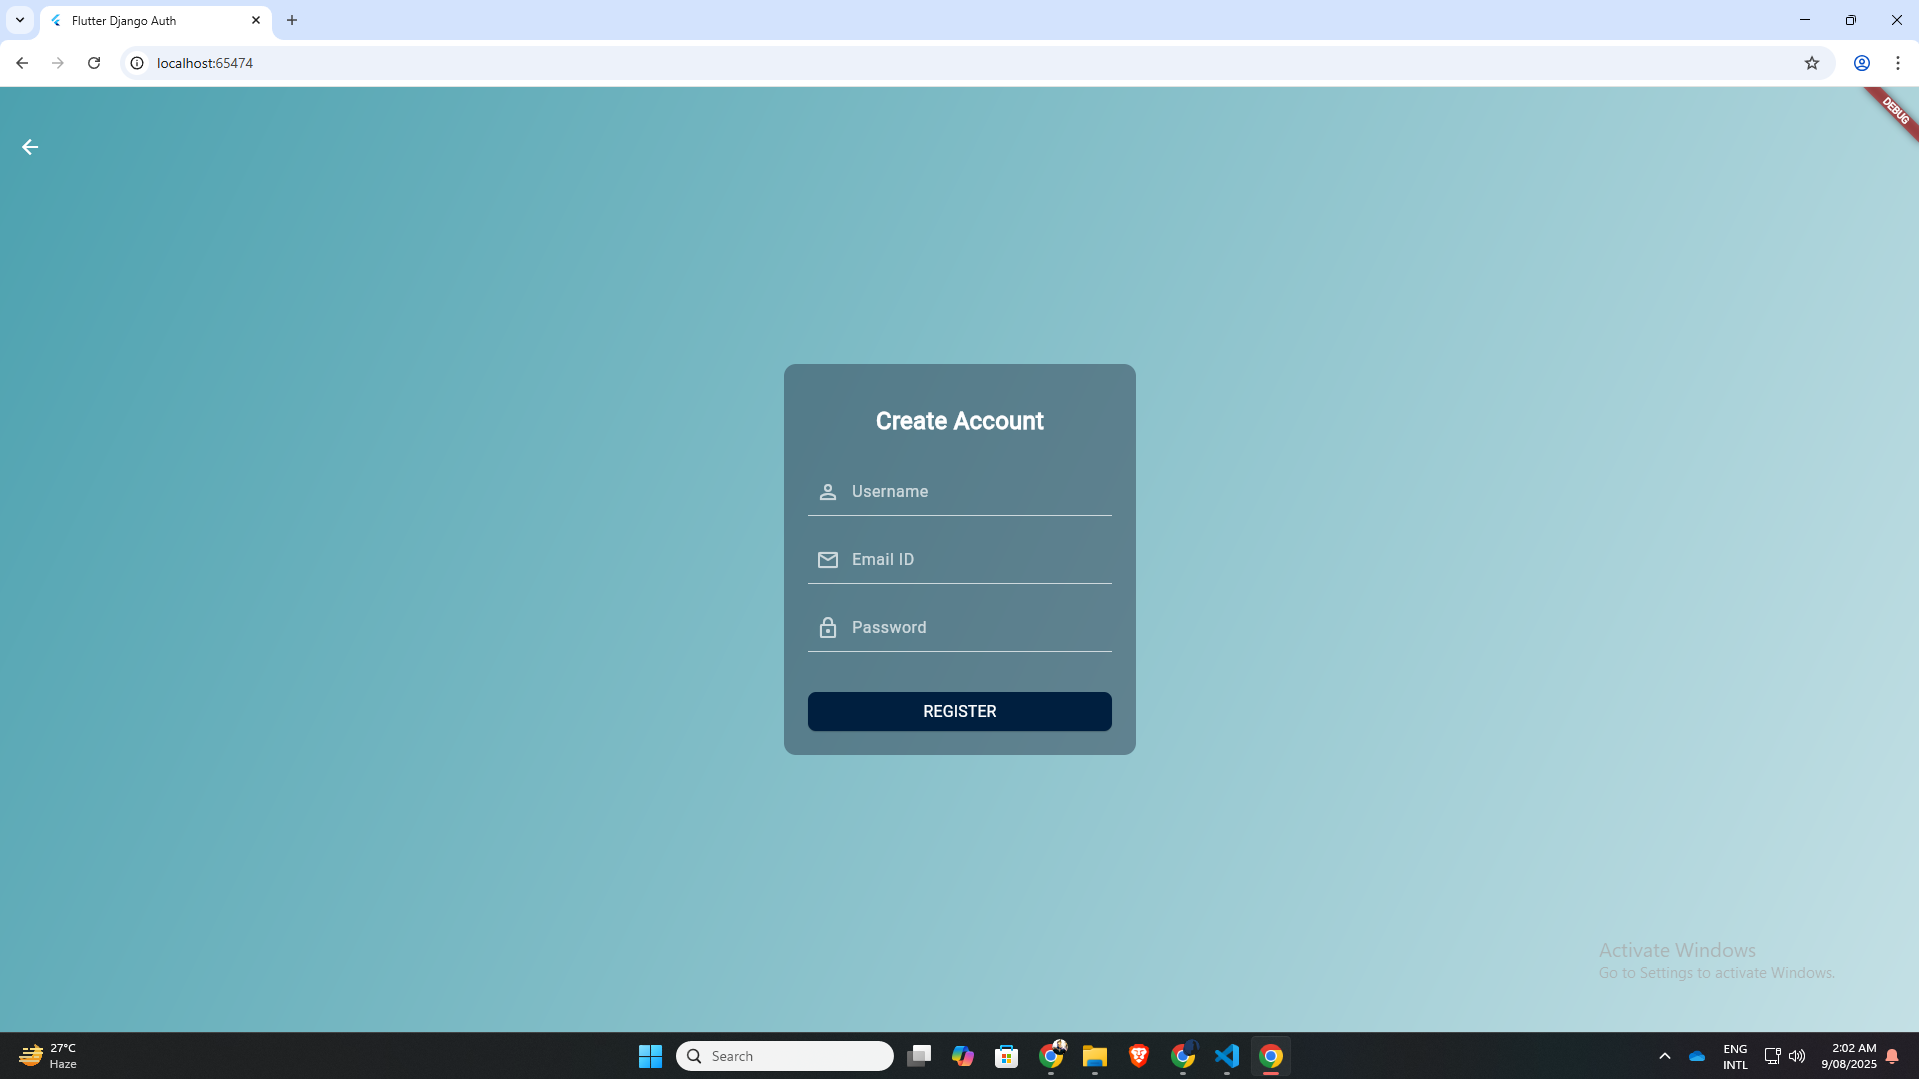 Flutter Django Auth
localhost:65474
DEBUG
Create Account
Username
Email ID
Password
REGISTER
Activate Windows
Go to Settings to activate Windows.
27°C
Haze
Search
ENG
INTL
2:02 AM
9/08/2025